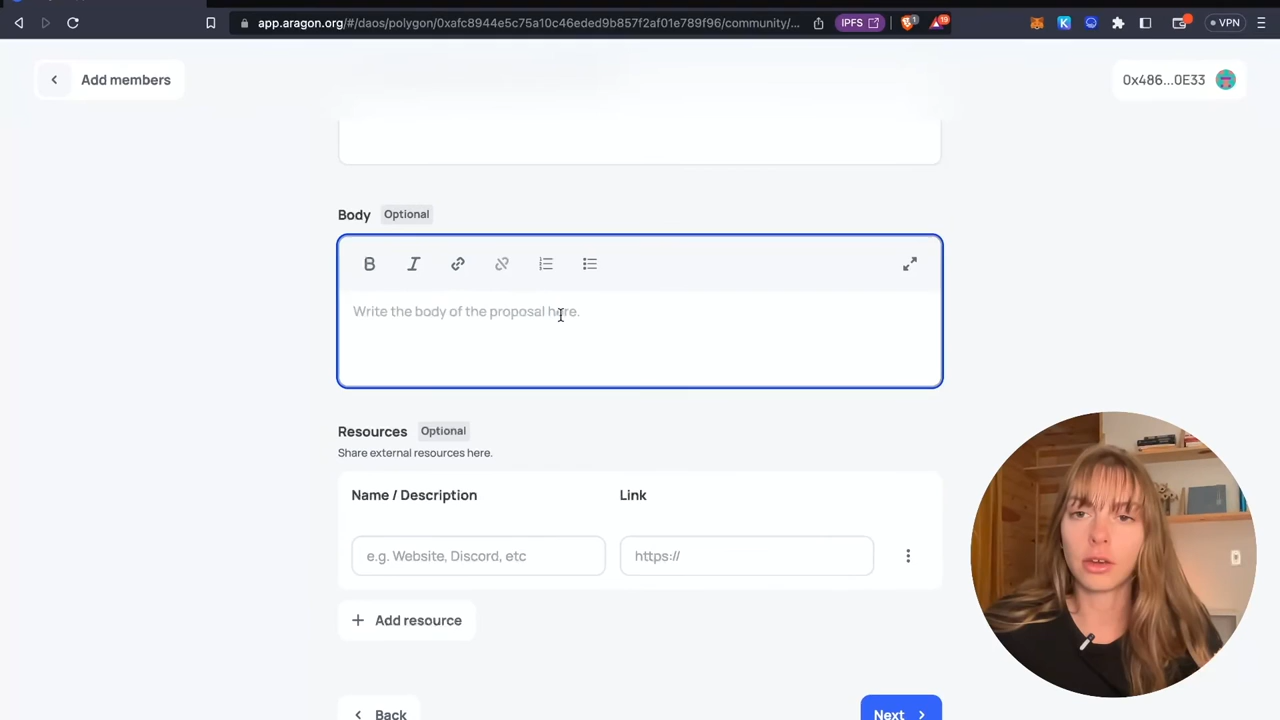 app.aragon.org/#/daos/polygon/0xafc8944e5c75a10c46eded9b857f2af01e789f96/community/...
IPFS
1
19
K
VPN
Add members
0x486...0E33
Body Optional
B I
Write the body of the proposal here.
Resources Optional
Share external resources here.
Name / Description Link
e.g. Website, Discord, etc https://
Add resource
Back Next